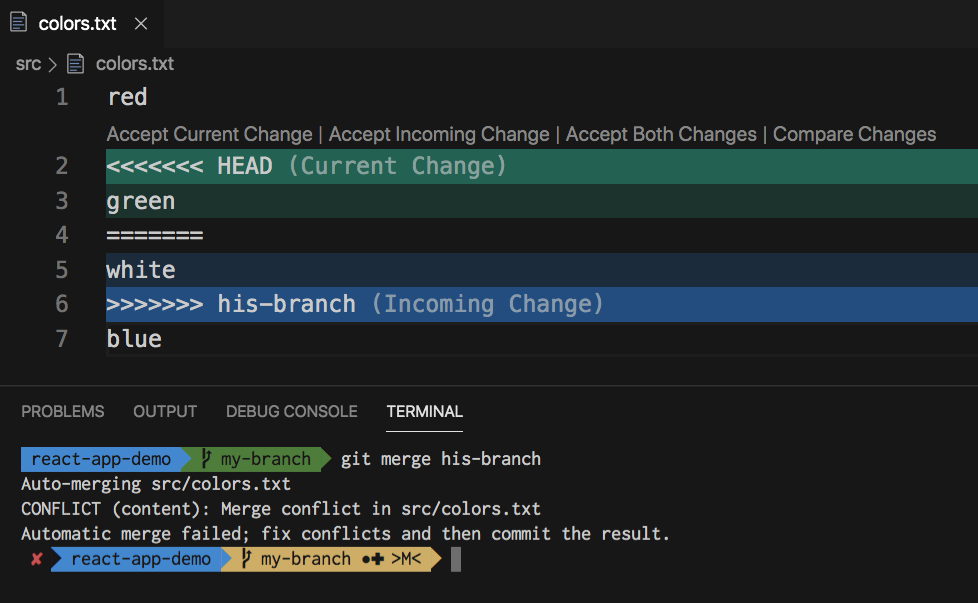 colors.txt
src > colors.txt
1 red
Accept Current Change | Accept Incoming Change | Accept Both Changes | Compare Changes
2 <<<<<<< HEAD (Current Change)
3 green
4 =======
5 white
6 >>>>>>> his-branch (Incoming Change)
7 blue
PROBLEMS OUTPUT DEBUG CONSOLE TERMINAL
react-app-demo my-branch git merge his-branch
Auto-merging src/colors.txt
CONFLICT (content): Merge conflict in src/colors.txt
Automatic merge failed; fix conflicts and then commit the result.
✘ react-app-demo my-branch ●✚ >M<